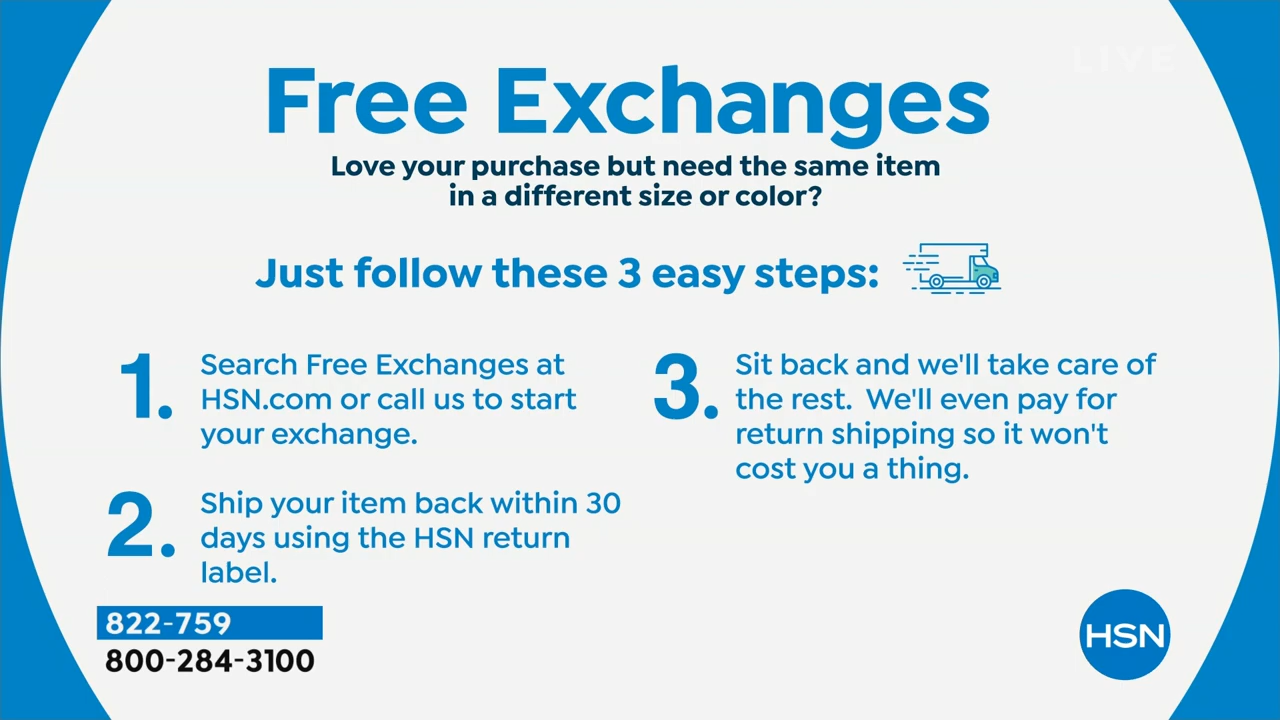 LIVE
Free Exchanges
Love your purchase but need the same item
in a different size or color?
Just follow these 3 easy steps:
1. Search Free Exchanges at
HSN.com or call us to start
your exchange.
2. Ship your item back within 30
days using the HSN return
label.
3. Sit back and we'll take care of
the rest.  We'll even pay for
return shipping so it won't
cost you a thing.
822-759
800-284-3100
HSN